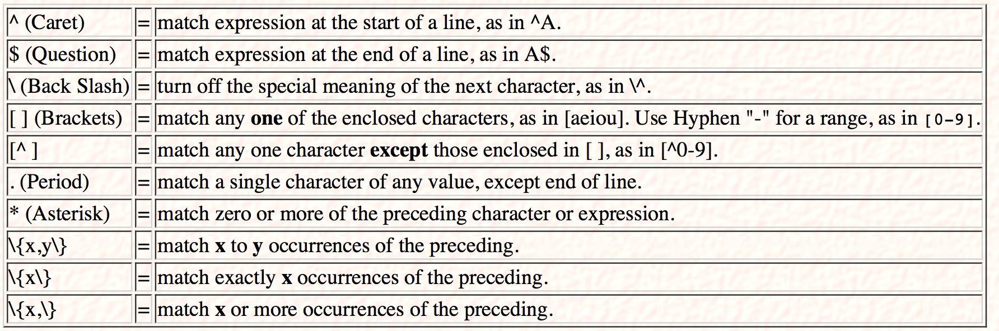 ^ (Caret) = match expression at the start of a line, as in ^A.
$ (Question) = match expression at the end of a line, as in A$.
\ (Back Slash) = turn off the special meaning of the next character, as in \^.
[ ] (Brackets) = match any one of the enclosed characters, as in [aeiou]. Use Hyphen "-" for a range, as in [0-9].
[^ ] = match any one character except those enclosed in [ ], as in [^0-9].
. (Period) = match a single character of any value, except end of line.
* (Asterisk) = match zero or more of the preceding character or expression.
\{x,y\} = match x to y occurrences of the preceding.
\{x\} = match exactly x occurrences of the preceding.
\{x,\} = match x or more occurrences of the preceding.